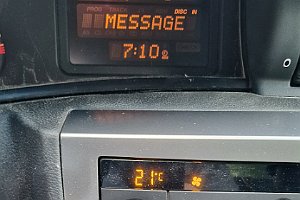 PROG TRACK DISC IN
MESSAGE
7:10
21°C